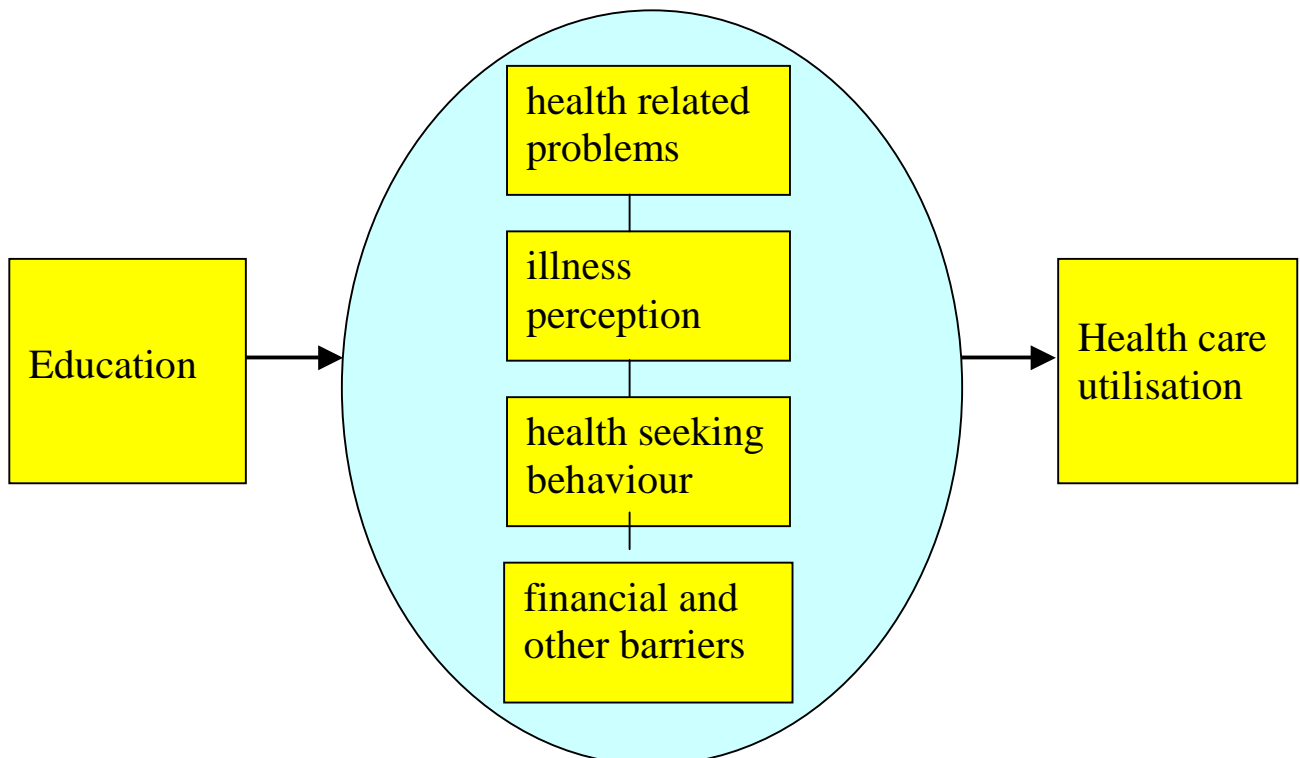 health related
problems
illness
perception
Education
Health care
utilisation
health seeking
behaviour
financial and
other barriers